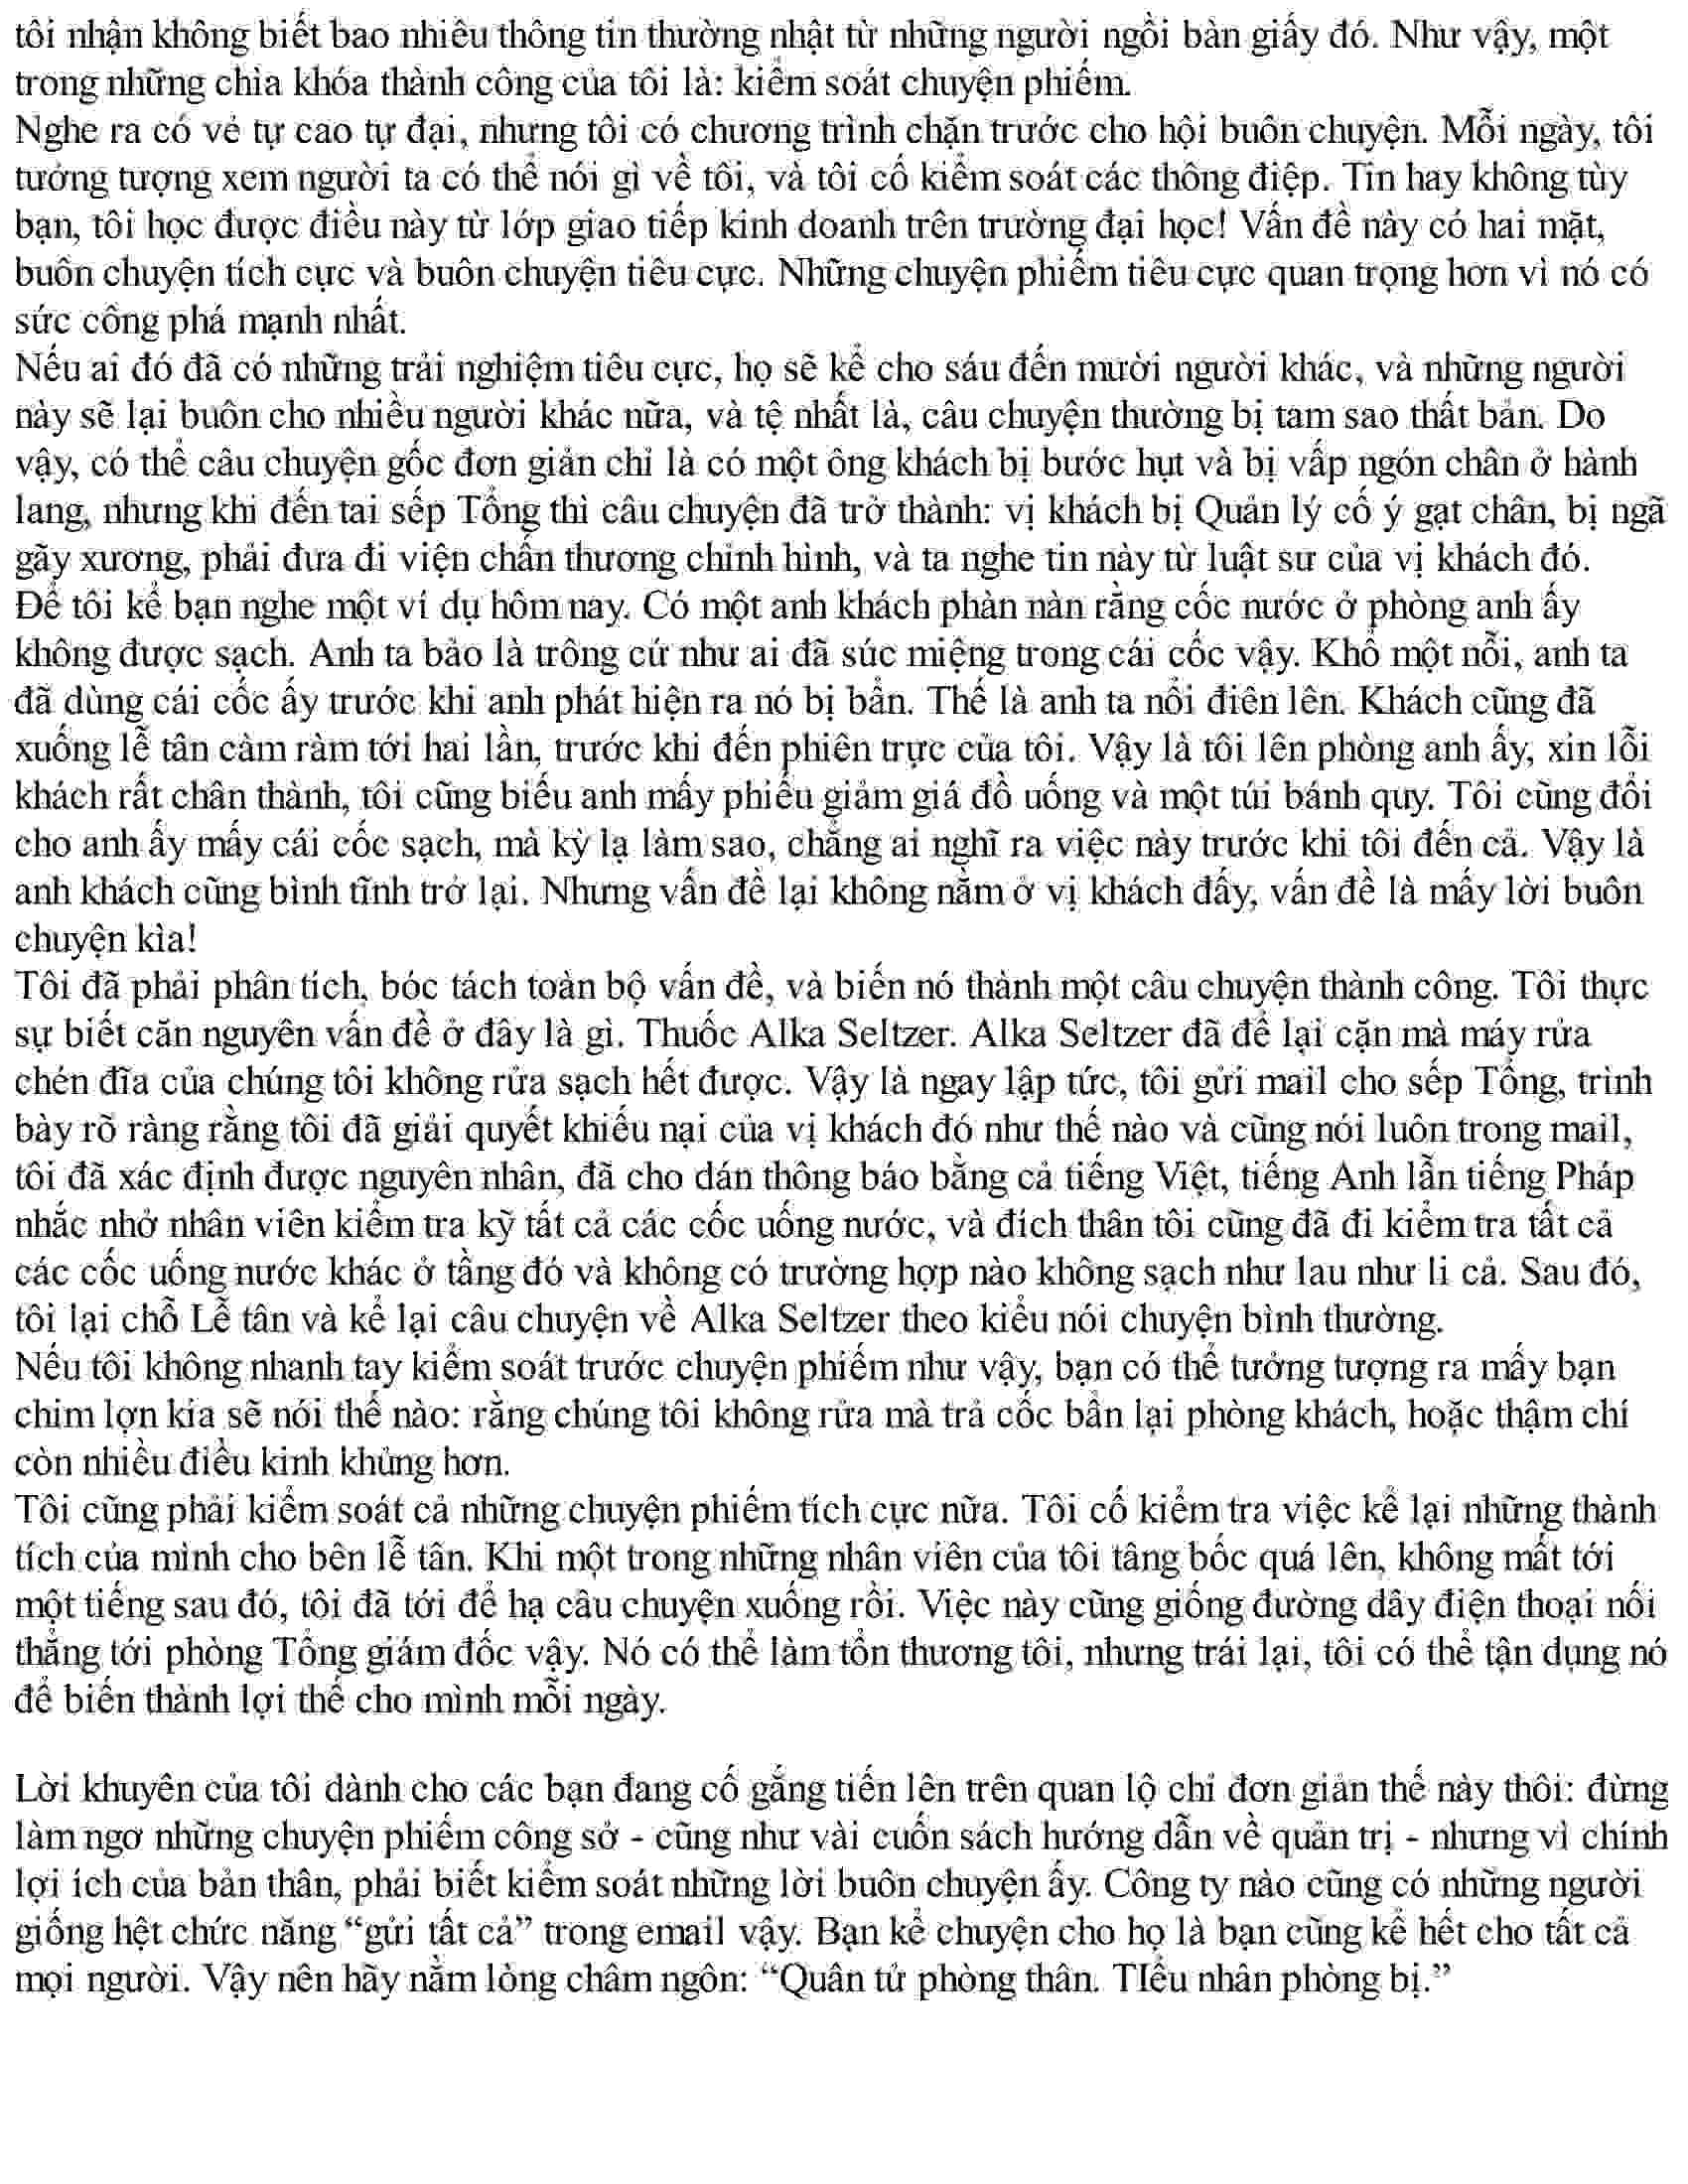 tôi nhận không biết bao nhiêu thông tin thường nhật từ những người ngồi bàn giấy đó. Như vậy, một
trong những chìa khóa thành công của tôi là: kiểm soát chuyện phiếm.
Nghe ra có vẻ tự cao tự đại, nhưng tôi có chương trình chặn trước cho hội buôn chuyện. Mỗi ngày, tôi
tưởng tượng xem người ta có thể nói gì về tôi, và tôi cố kiểm soát các thông điệp. Tin hay không tùy
bạn, tôi học được điều này từ lớp giao tiếp kinh doanh trên trường đại học! Vấn đề này có hai mặt,
buôn chuyện tích cực và buôn chuyện tiêu cực. Những chuyện phiếm tiêu cực quan trọng hơn vì nó có
sức công phá mạnh nhất.
Nếu ai đó đã có những trải nghiệm tiêu cực, họ sẽ kể cho sáu đến mười người khác, và những người
này sẽ lại buôn cho nhiều người khác nữa, và tệ nhất là, câu chuyện thường bị tam sao thất bản. Do
vậy, có thể câu chuyện gốc đơn giản chỉ là có một ông khách bị bước hụt và bị vấp ngón chân ở hành
lang, nhưng khi đến tai sếp Tổng thì câu chuyện đã trở thành: vị khách bị Quản lý cố ý gạt chân, bị ngã
gãy xương, phải đưa đi viện chấn thương chỉnh hình, và ta nghe tin này từ luật sư của vị khách đó.
Để tôi kể bạn nghe một ví dụ hôm nay. Có một anh khách phàn nàn rằng cốc nước ở phòng anh ấy
không được sạch. Anh ta bảo là trông cứ như ai đã súc miệng trong cái cốc vậy. Khổ một nỗi, anh ta
đã dùng cái cốc ấy trước khi anh phát hiện ra nó bị bẩn. Thế là anh ta nổi điên lên. Khách cũng đã
xuống lễ tân càm ràm tới hai lần, trước khi đến phiên trực của tôi. Vậy là tôi lên phòng anh ấy, xin lỗi
khách rất chân thành, tôi cũng biếu anh mấy phiếu giảm giá đồ uống và một túi bánh quy. Tôi cũng đổi
cho anh ấy mấy cái cốc sạch, mà kỳ lạ làm sao, chẳng ai nghĩ ra việc này trước khi tôi đến cả. Vậy là
anh khách cũng bình tĩnh trở lại. Nhưng vấn đề lại không nằm ở vị khách đấy, vấn đề là mấy lời buôn
chuyện kìa!
Tôi đã phải phân tích, bóc tách toàn bộ vấn đề, và biến nó thành một câu chuyện thành công. Tôi thực
sự biết căn nguyên vấn đề ở đây là gì. Thuốc Alka Seltzer. Alka Seltzer đã để lại cặn mà máy rửa
chén đĩa của chúng tôi không rửa sạch hết được. Vậy là ngay lập tức, tôi gửi mail cho sếp Tổng, trình
bày rõ ràng rằng tôi đã giải quyết khiếu nại của vị khách đó như thế nào và cũng nói luôn trong mail,
tôi đã xác định được nguyên nhân, đã cho dán thông báo bằng cả tiếng Việt, tiếng Anh lẫn tiếng Pháp
nhắc nhở nhân viên kiểm tra kỹ tất cả các cốc uống nước, và đích thân tôi cũng đã đi kiểm tra tất cả
các cốc uống nước khác ở tầng đó và không có trường hợp nào không sạch như lau như li cả. Sau đó,
tôi lại chỗ Lễ tân và kể lại câu chuyện về Alka Seltzer theo kiểu nói chuyện bình thường.
Nếu tôi không nhanh tay kiểm soát trước chuyện phiếm như vậy, bạn có thể tưởng tượng ra mấy bạn
chim lợn kia sẽ nói thế nào: rằng chúng tôi không rửa mà trả cốc bẩn lại phòng khách, hoặc thậm chí
còn nhiều điều kinh khủng hơn.
Tôi cũng phải kiểm soát cả những chuyện phiếm tích cực nữa. Tôi cố kiểm tra việc kể lại những thành
tích của mình cho bên lễ tân. Khi một trong những nhân viên của tôi tâng bốc quá lên, không mất tới
một tiếng sau đó, tôi đã tới để hạ câu chuyện xuống rồi. Việc này cũng giống đường dây điện thoại nối
thẳng tới phòng Tổng giám đốc vậy. Nó có thể làm tổn thương tôi, nhưng trái lại, tôi có thể tận dụng nó
để biến thành lợi thế cho mình mỗi ngày.
Lời khuyên của tôi dành cho các bạn đang cố gắng tiến lên trên quan lộ chỉ đơn giản thế này thôi: đừng
làm ngơ những chuyện phiếm công sở - cũng như vài cuốn sách hướng dẫn về quản trị - nhưng vì chính
lợi ích của bản thân, phải biết kiểm soát những lời buôn chuyện ấy. Công ty nào cũng có những người
giống hệt chức năng “gửi tất cả” trong email vậy. Bạn kể chuyện cho họ là bạn cũng kể hết cho tất cả
mọi người. Vậy nên hãy nằm lòng châm ngôn: “Quân tử phòng thân. TIểu nhân phòng bị.”